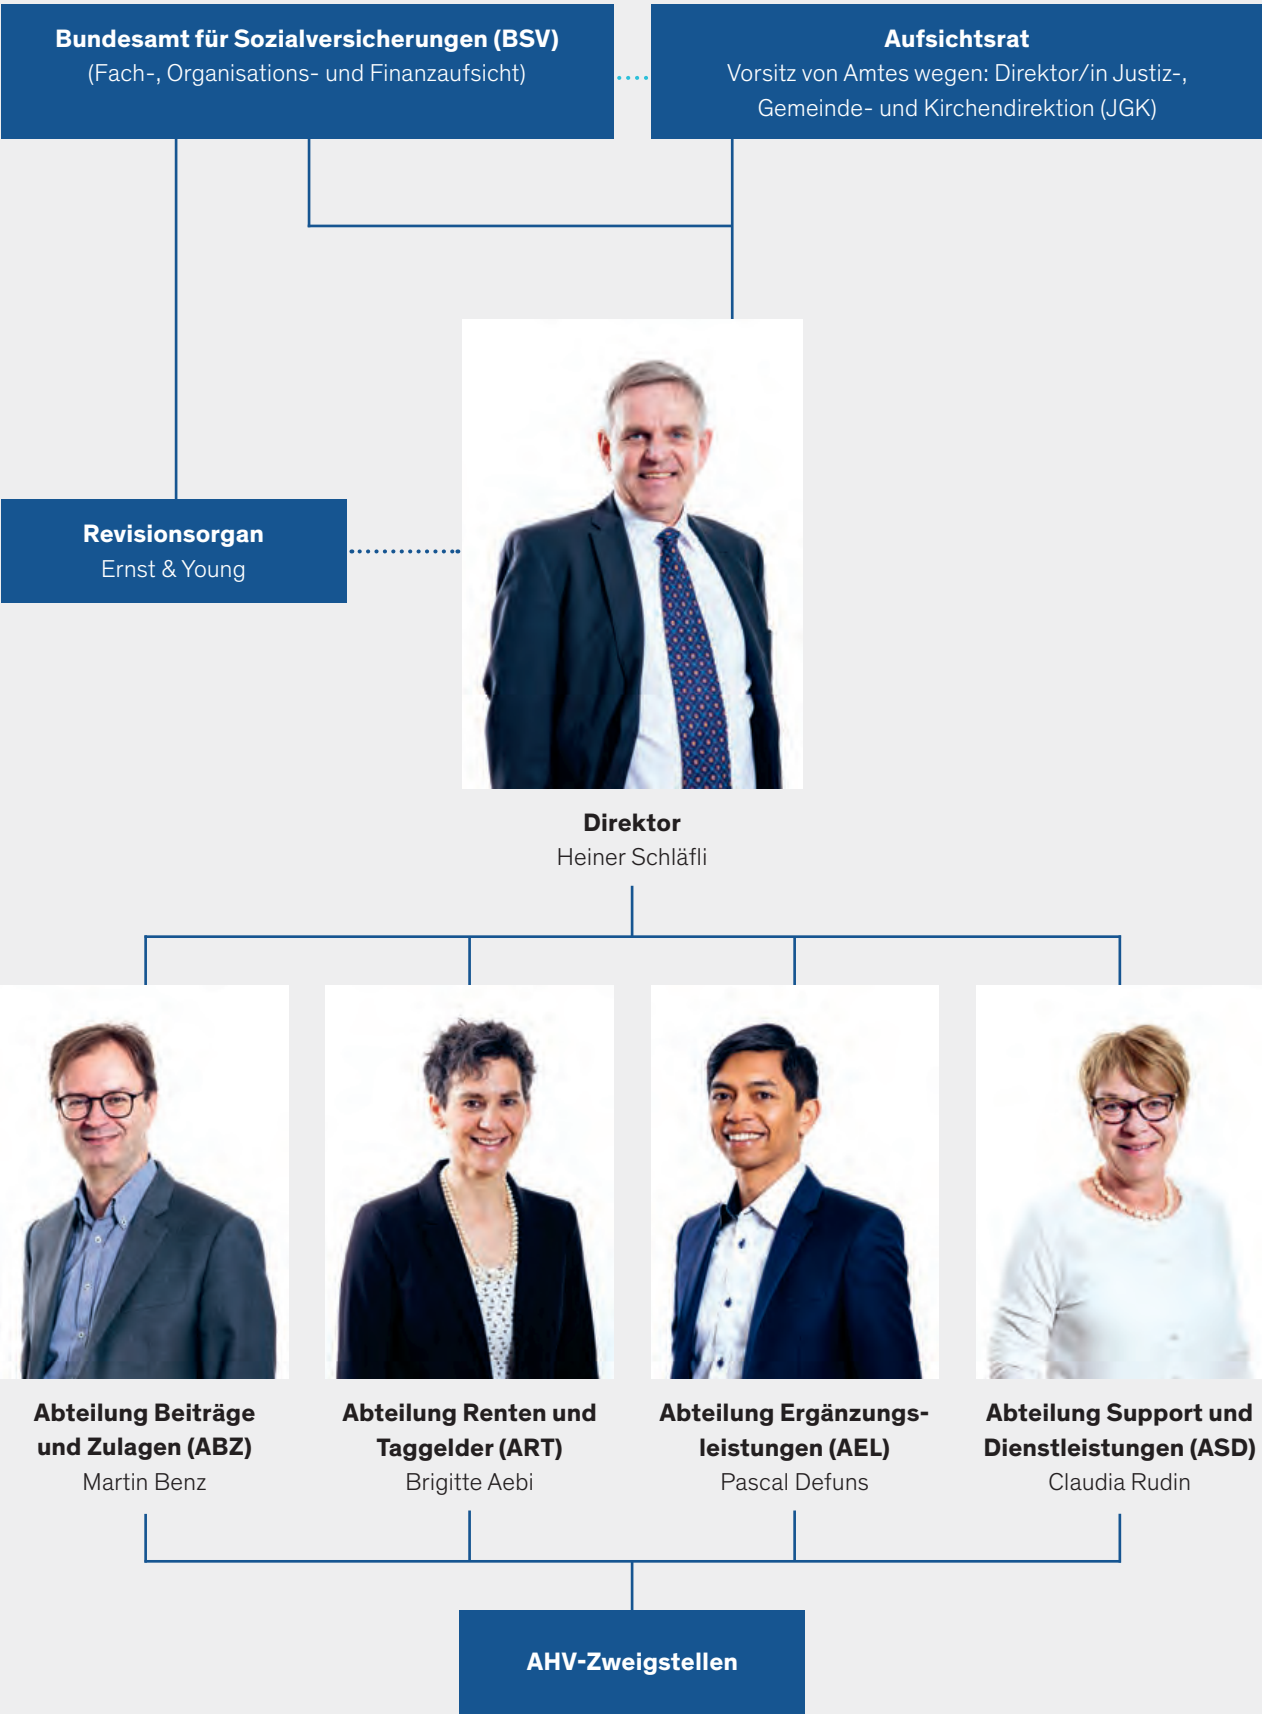 Bundesamt für Sozialversicherungen (BSV)
(Fach-, Organisations- und Finanzaufsicht)
Aufsichtsrat
Vorsitz von Amtes wegen: Direktor/in Justiz-,
Gemeinde- und Kirchendirektion (JGK)
Revisionsorgan
Ernst & Young
Direktor
Heiner Schläfli
Abteilung Beiträge
und Zulagen (ABZ)
Martin Benz
Abteilung Renten und
Taggelder (ART)
Brigitte Aebi
Abteilung Ergänzungs-
leistungen (AEL)
Pascal Defuns
Abteilung Support und
Dienstleistungen (ASD)
Claudia Rudin
AHV-Zweigstellen